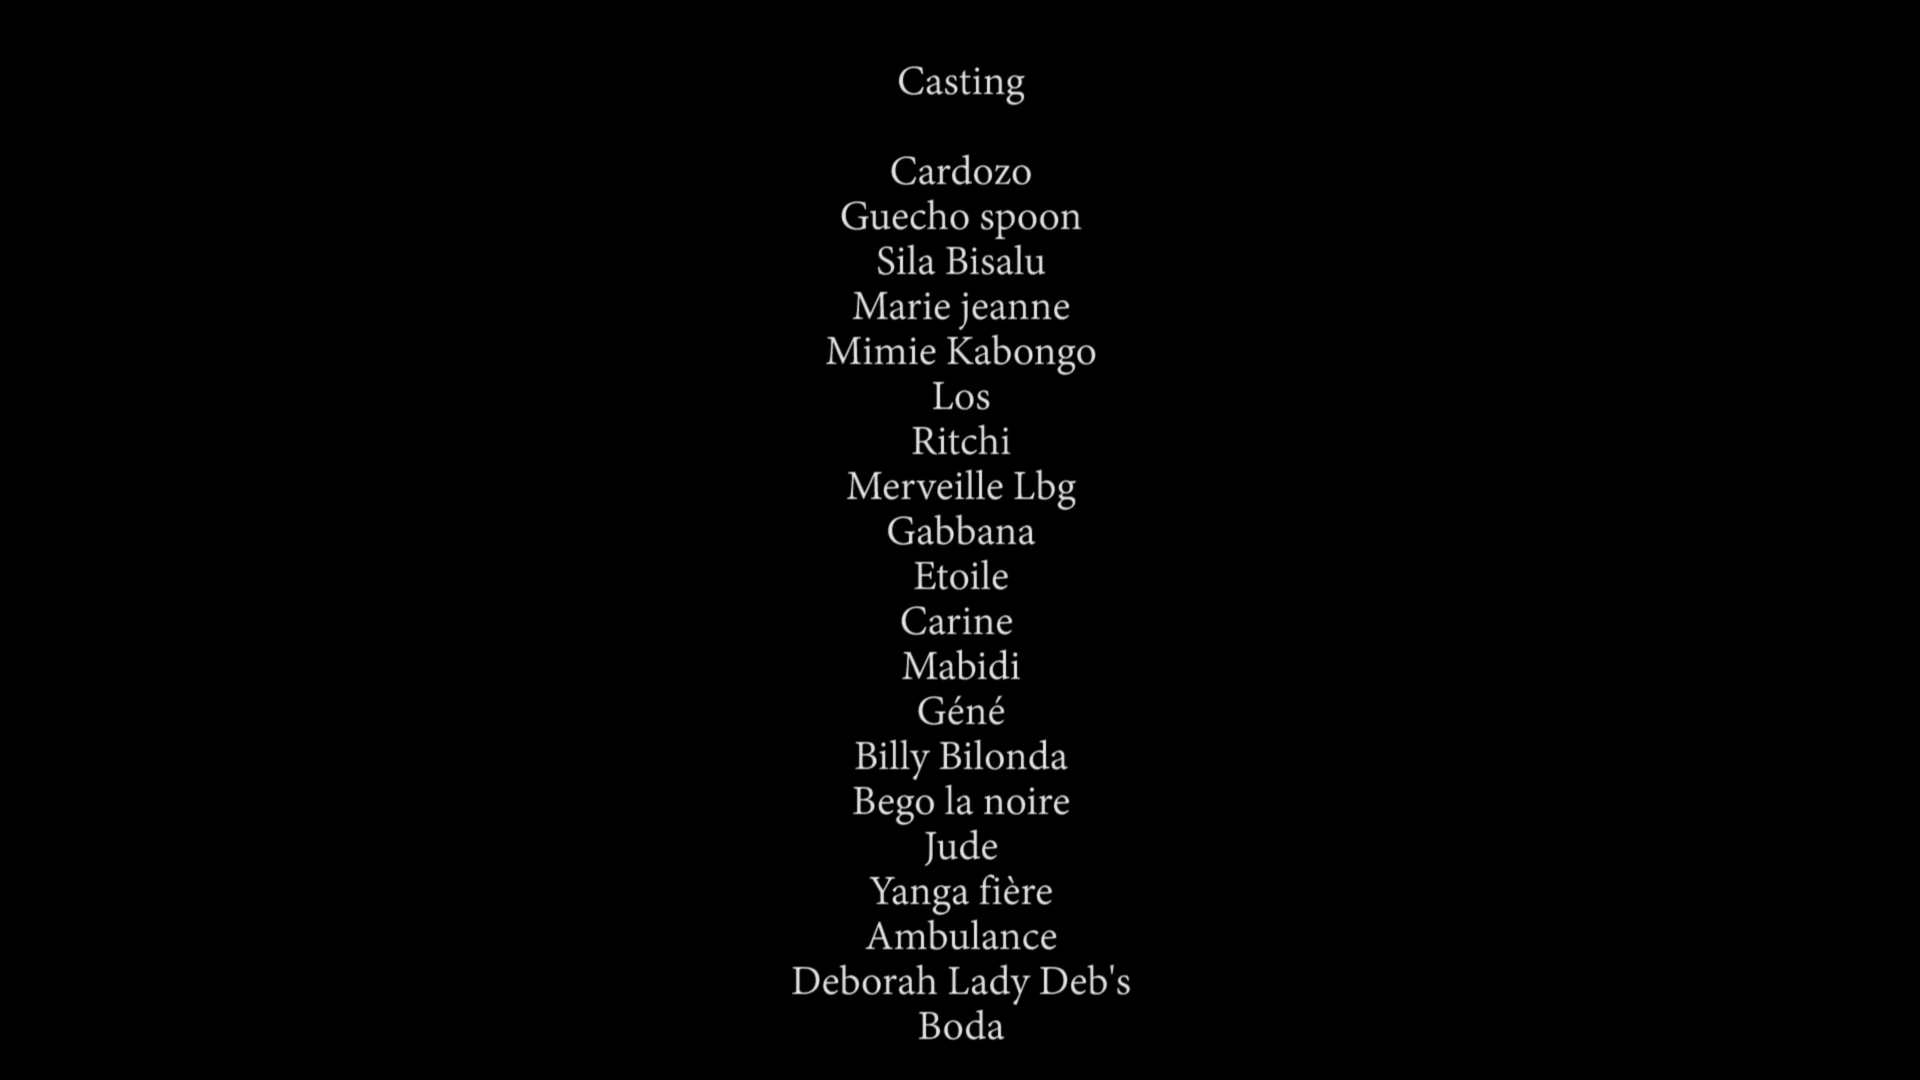 Casting
Cardozo
Guecho spoon
Sila Bisalu
Marie jeanne
Mimie Kabongo
Los
Ritchi
Merveille Lbg
Gabbana
Etoile
Carine
Mabidi
Géné
Billy Bilonda
Bego la noire
Jude
Yanga fière
Ambulance
Deborah Lady Deb's
Boda